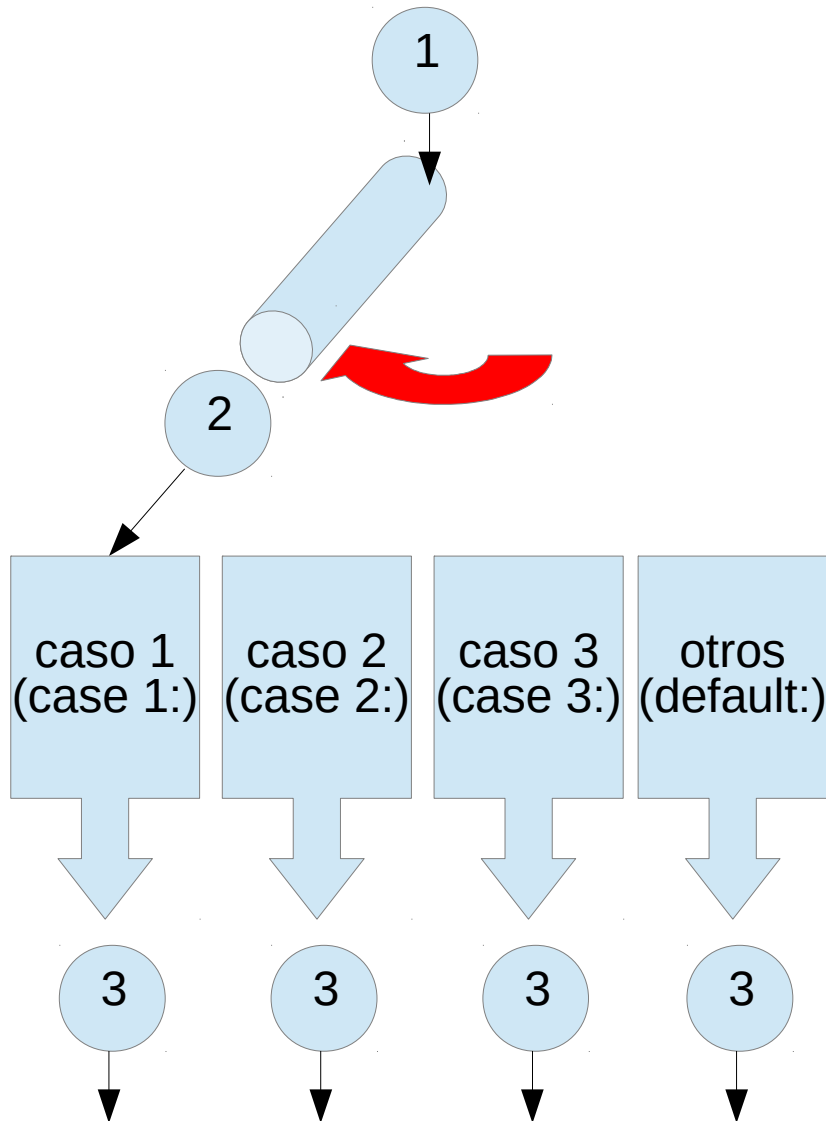 1
2
caso 1
(case 1:)
caso 2
(case 2:)
caso 3
(case 3:)
otros
(default:)
3
3
3
3